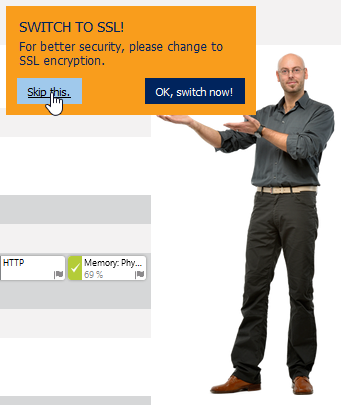 SWITCH TO SSL!
For better security, please change to
SSL encryption.
Skip this.
OK, switch now!
HTTP
Memory: Phy...
69 %